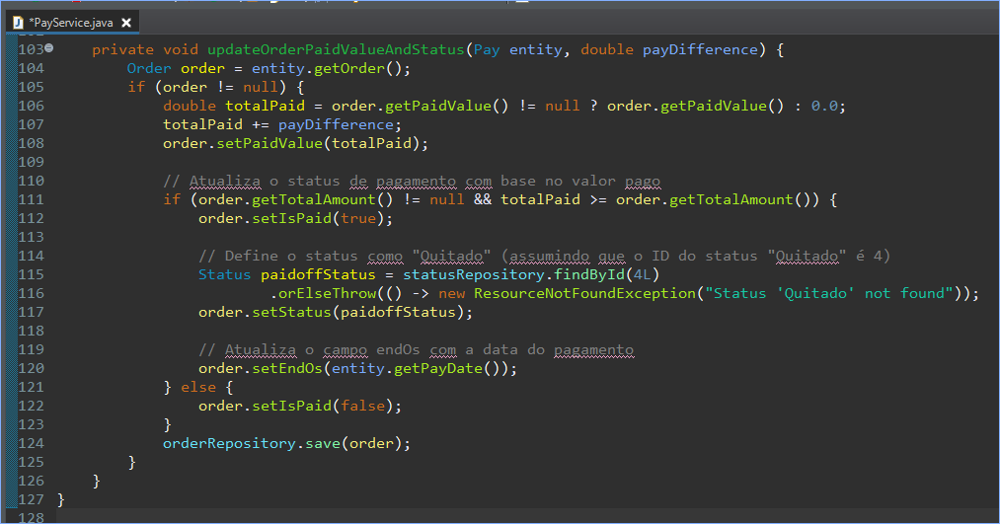 *PayService.java
103 private void updateOrderPaidValueAndStatus(Pay entity, double payDifference) {
104 Order order = entity.getOrder();
105 if (order != null) {
106 double totalPaid = order.getPaidValue() != null ? order.getPaidValue() : 0.0;
107 totalPaid += payDifference;
108 order.setPaidValue(totalPaid);
109
110 // Atualiza o status de pagamento com base no valor pago
111 if (order.getTotalAmount() != null && totalPaid >= order.getTotalAmount()) {
112 order.setIsPaid(true);
113
114 // Define o status como "Quitado" (assumindo que o ID do status "Quitado" é 4)
115 Status paidoffStatus = statusRepository.findById(4L)
116 .orElseThrow(() -> new ResourceNotFoundException("Status 'Quitado' not found"));
117 order.setStatus(paidoffStatus);
118
119 // Atualiza o campo endOs com a data do pagamento
120 order.setEndOs(entity.getPayDate());
121 } else {
122 order.setIsPaid(false);
123 }
124 orderRepository.save(order);
125 }
126 }
127 }
128